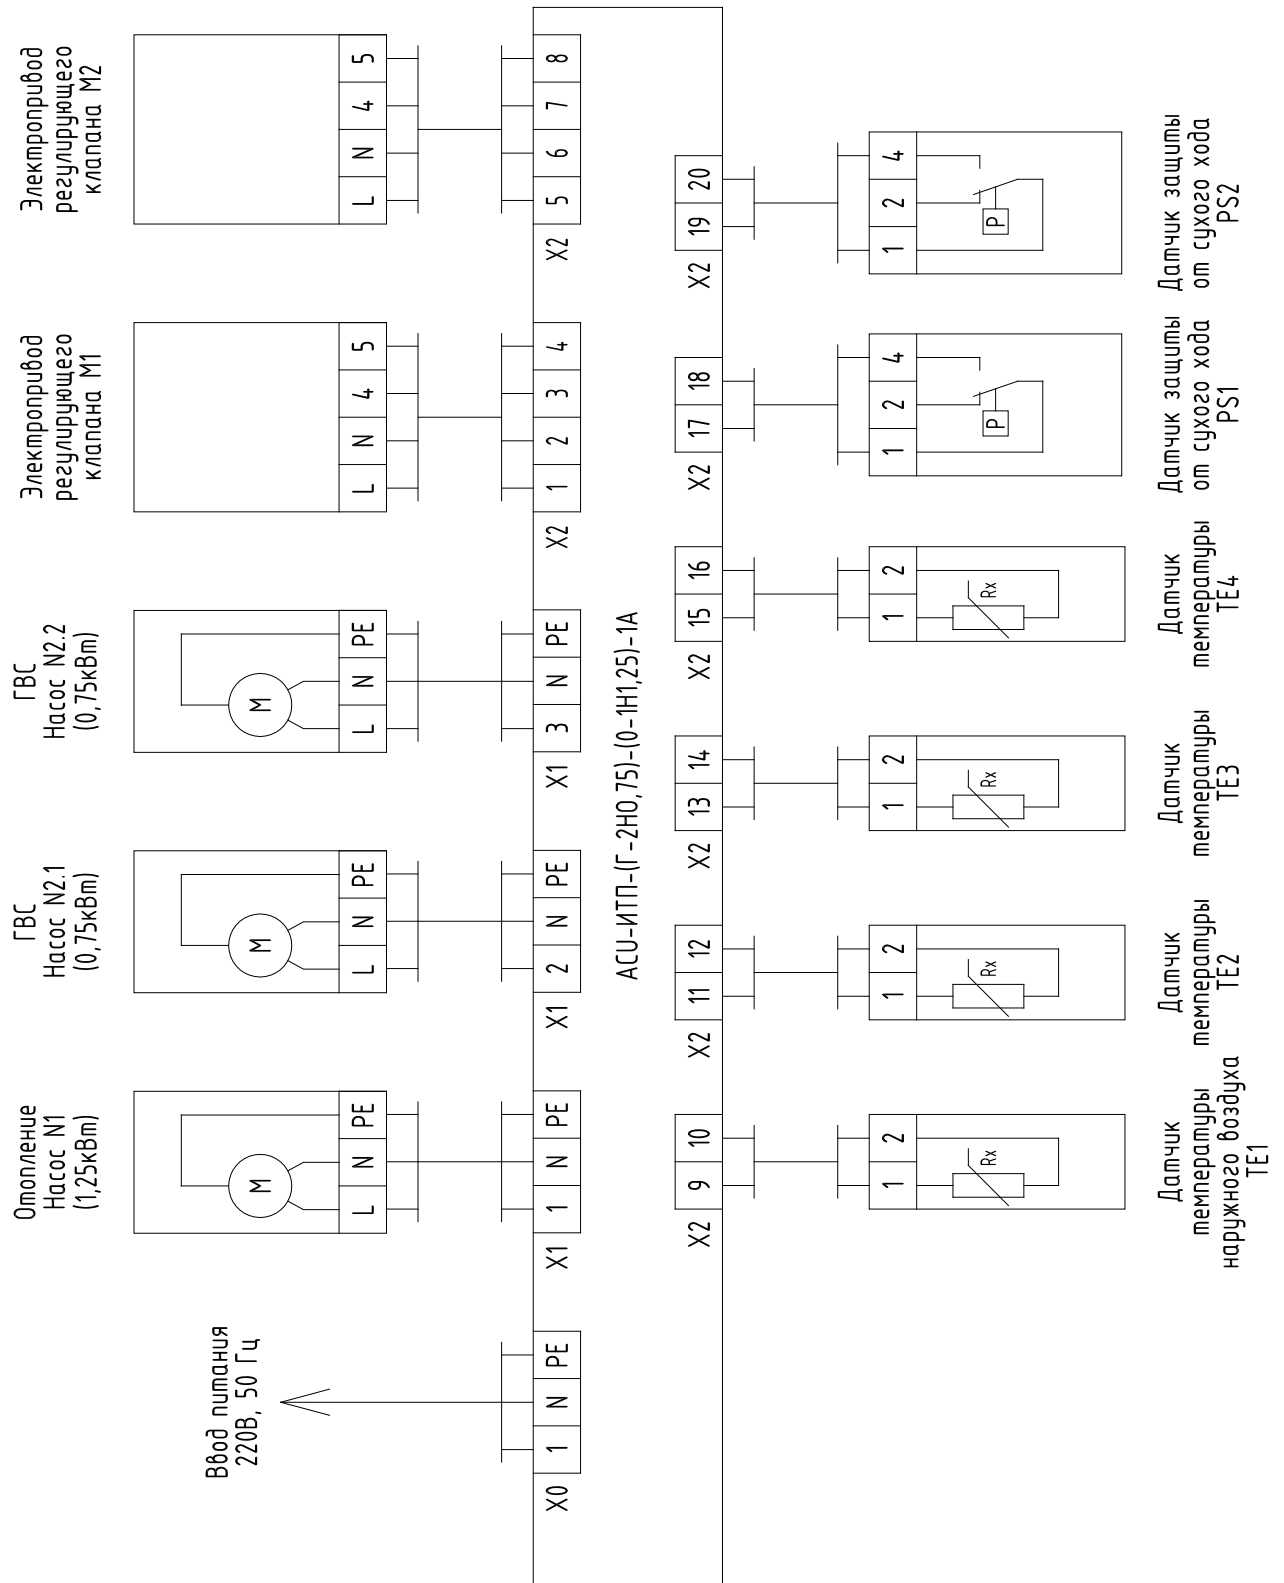 Ввод питания
220В, 50 Гц
X0
1
N
PE
Отопление
Насос N1
(1,25кВт)
M
L
N
PE
X1
1
N
PE
ГВС
Насос N2.1
(0,75кВт)
M
L
N
PE
X1
2
N
PE
ГВС
Насос N2.2
(0,75кВт)
M
L
N
PE
X1
3
N
PE
Электропривод
регулирующего
клапана M1
L
N
4
5
X2
1
2
3
4
Электропривод
регулирующего
клапана M2
L
N
4
5
X2
5
6
7
8
ACU-ИТП-(Г-2Н0,75)-(О-1Н1,25)-1А
X2
9
10
1
2
Rx
Датчик
температуры
наружного воздуха
TE1
X2
11
12
1
2
Rx
Датчик
температуры
TE2
X2
13
14
1
2
Rx
Датчик
температуры
TE3
X2
15
16
1
2
Rx
Датчик
температуры
TE4
X2
17
18
1
2
4
P
Датчик защиты
от сухого хода
PS1
X2
19
20
1
2
4
P
Датчик защиты
от сухого хода
PS2